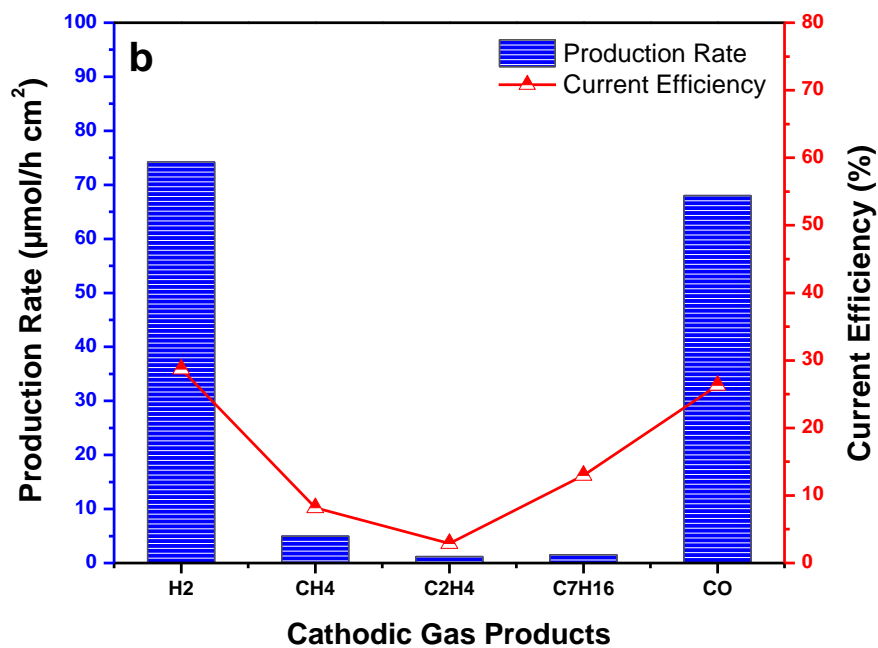 b
Production Rate
Current Efficiency
Production Rate (μmol/h cm²)
100
90
80
70
60
50
40
30
20
10
0
80
70
60
50
40
30
20
10
0
Current Efficiency (%)
H2 CH4 C2H4 C7H16 CO
Cathodic Gas Products